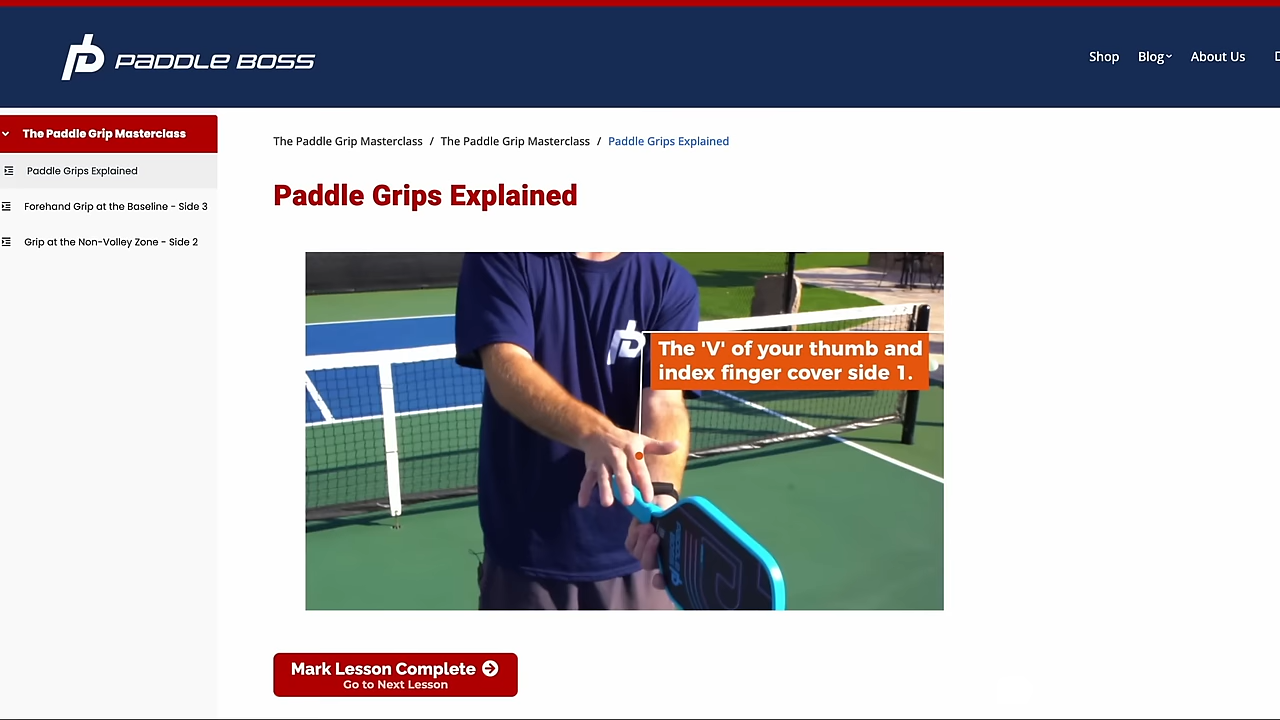 PADDLE BOSS
Shop Blog About Us
The Paddle Grip Masterclass
Paddle Grips Explained
Forehand Grip at the Baseline - Side 3
Grip at the Non-Volley Zone - Side 2
The Paddle Grip Masterclass / The Paddle Grip Masterclass / Paddle Grips Explained
Paddle Grips Explained
The 'V' of your thumb and
index finger cover side 1.
Mark Lesson Complete
Go to Next Lesson